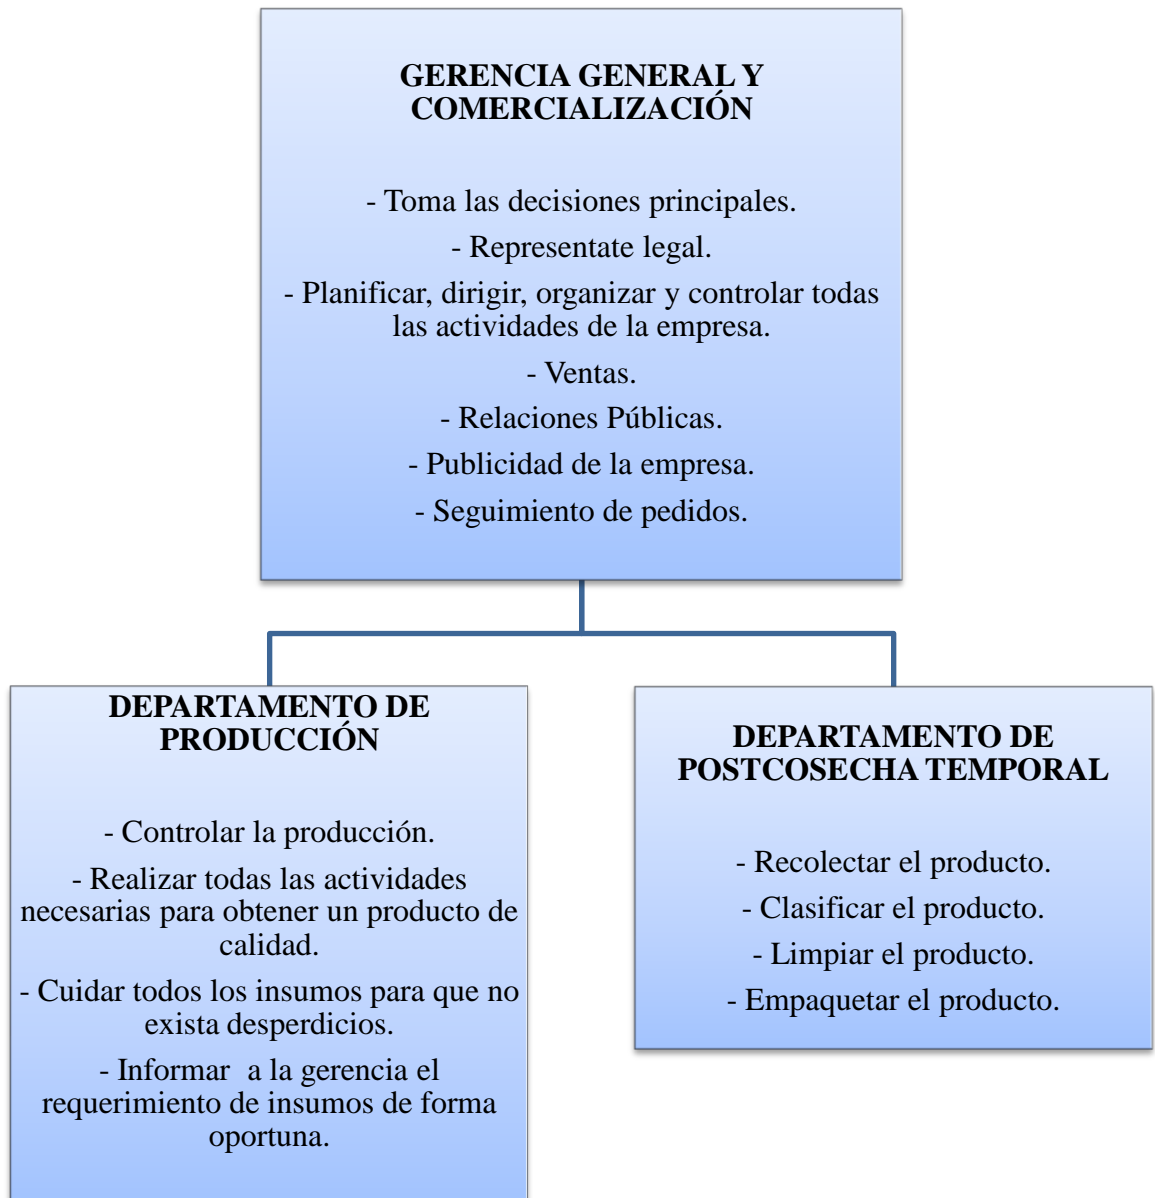 GERENCIA GENERAL Y
COMERCIALIZACIÓN
- Toma las decisiones principales.
- Representate legal.
- Planificar, dirigir, organizar y controlar todas
las actividades de la empresa.
- Ventas.
- Relaciones Públicas.
- Publicidad de la empresa.
- Seguimiento de pedidos.
DEPARTAMENTO DE
PRODUCCIÓN
- Controlar la producción.
- Realizar todas las actividades
necesarias para obtener un producto de
calidad.
- Cuidar todos los insumos para que no
exista desperdicios.
- Informar  a la gerencia el
requerimiento de insumos de forma
oportuna.
DEPARTAMENTO DE
POSTCOSECHA TEMPORAL
- Recolectar el producto.
- Clasificar el producto.
- Limpiar el producto.
- Empaquetar el producto.